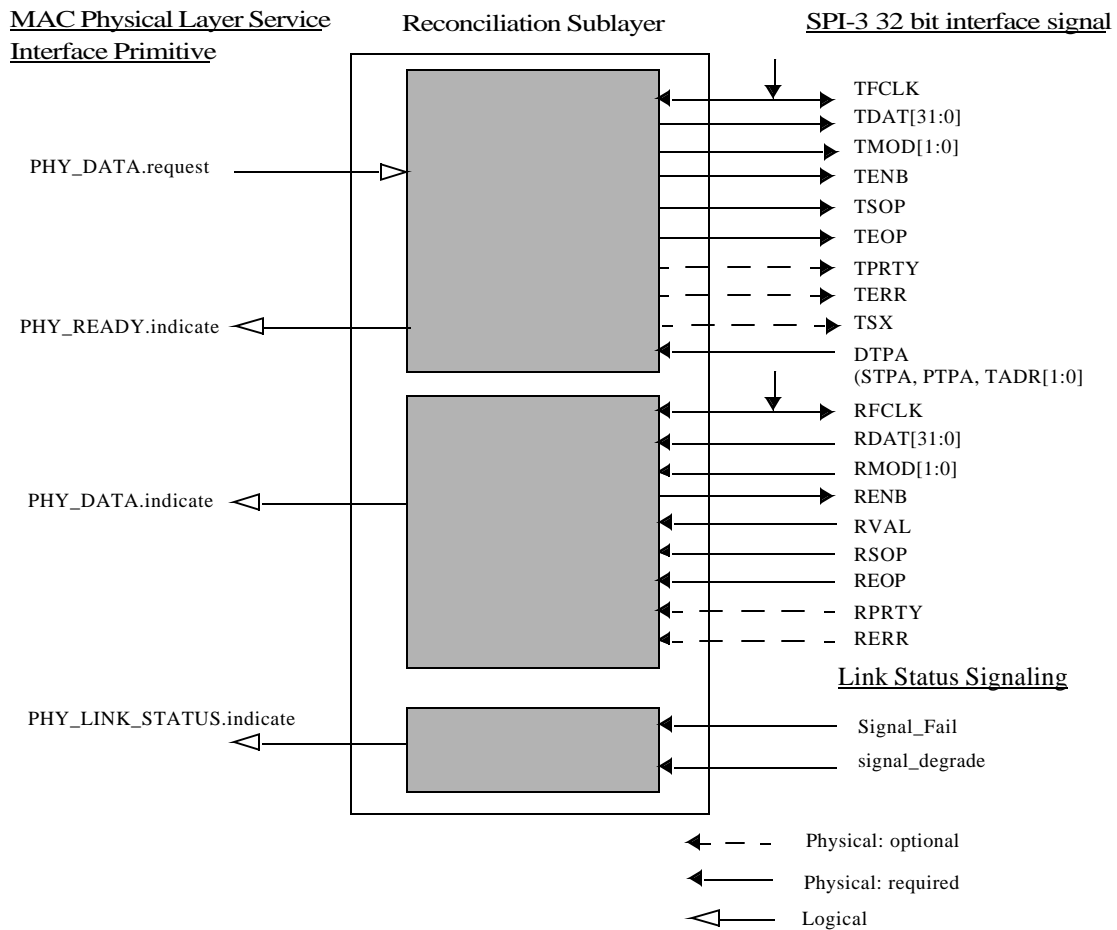 MAC Physical Layer Service
Interface Primitive
Reconciliation Sublayer
SPI-3 32 bit interface signal
PHY_DATA.request
PHY_READY.indicate
PHY_DATA.indicate
PHY_LINK_STATUS.indicate
TFCLK
TDAT[31:0]
TMOD[1:0]
TENB
TSOP
TEOP
TPRTY
TERR
TSX
DTPA
(STPA, PTPA, TADR[1:0]
RFCLK
RDAT[31:0]
RMOD[1:0]
RENB
RVAL
RSOP
REOP
RPRTY
RERR
Link Status Signaling
Signal_Fail
signal_degrade
Physical: optional
Physical: required
Logical